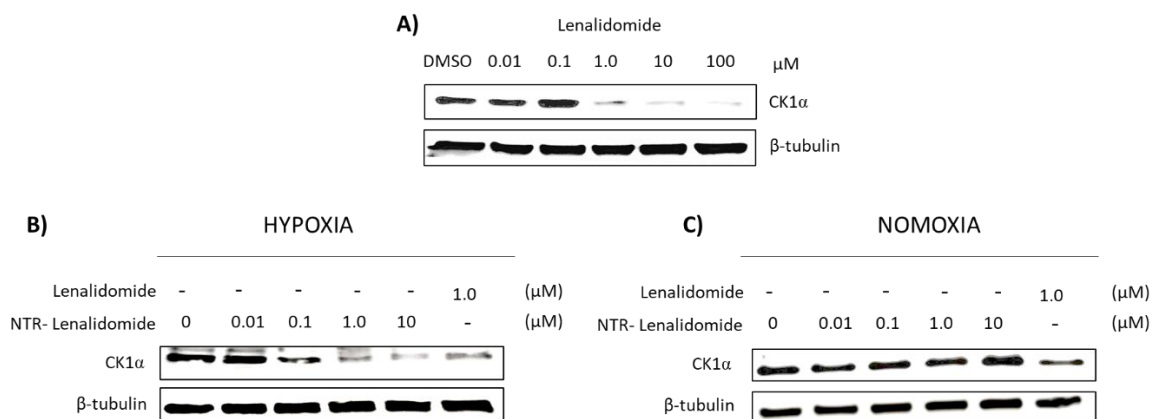 A)
Lenalidomide
DMSO 0.01 0.1 1.0 10 100 μM
CK1α
β-tubulin
B) HYPOXIA
Lenalidomide - - - - - 1.0 (μM)
NTR- Lenalidomide 0 0.01 0.1 1.0 10 - (μM)
CK1α
β-tubulin
C) NOMOXIA
Lenalidomide - - - - - 1.0 (μM)
NTR- Lenalidomide 0 0.01 0.1 1.0 10 - (μM)
CK1α
β-tubulin